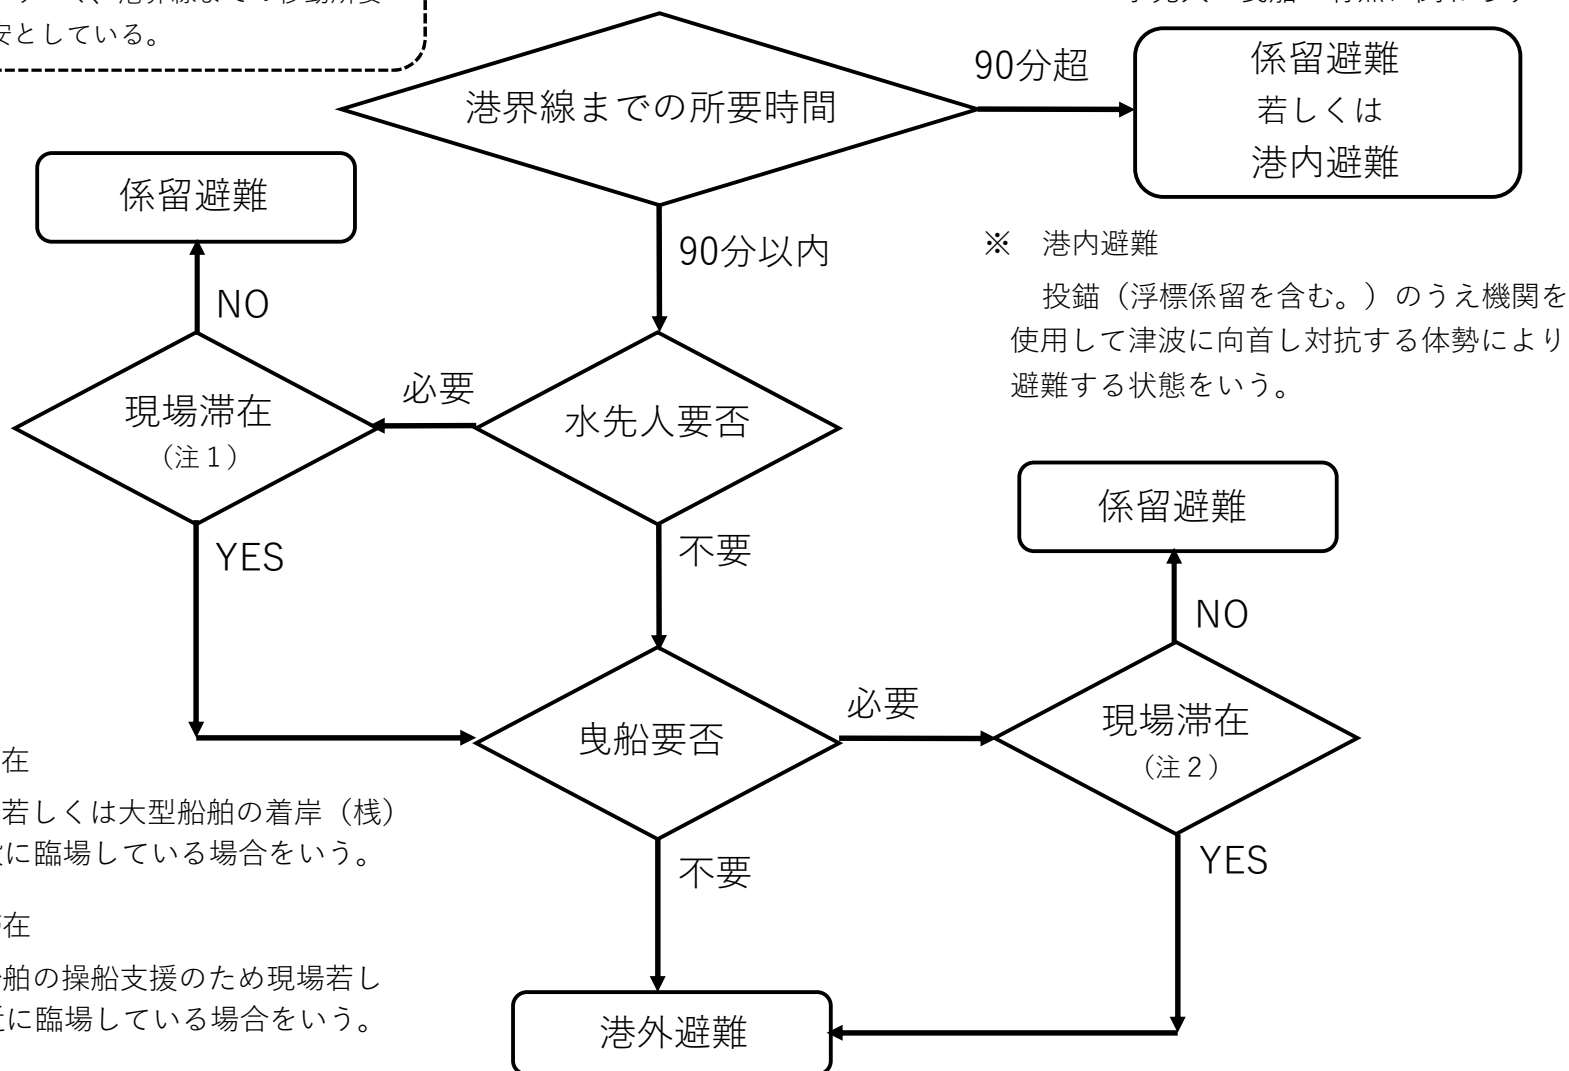 安としている。
港界線までの所要時間
90分超
係留避難
若しくは
港内避難
係留避難
90分以内
※　港内避難
投錨（浮標係留を含む。）のうえ機関を
使用して津波に向首し対抗する体勢により
避難する状態をいう。
NO
必要
現場滞在
（注１）
水先人要否
係留避難
YES
不要
NO
必要
現場滞在
（注２）
曳船要否
在
若しくは大型船舶の着岸（桟）
に臨場している場合をいう。
不要
YES
在
舶の操船支援のため現場若し
に臨場している場合をいう。
港外避難